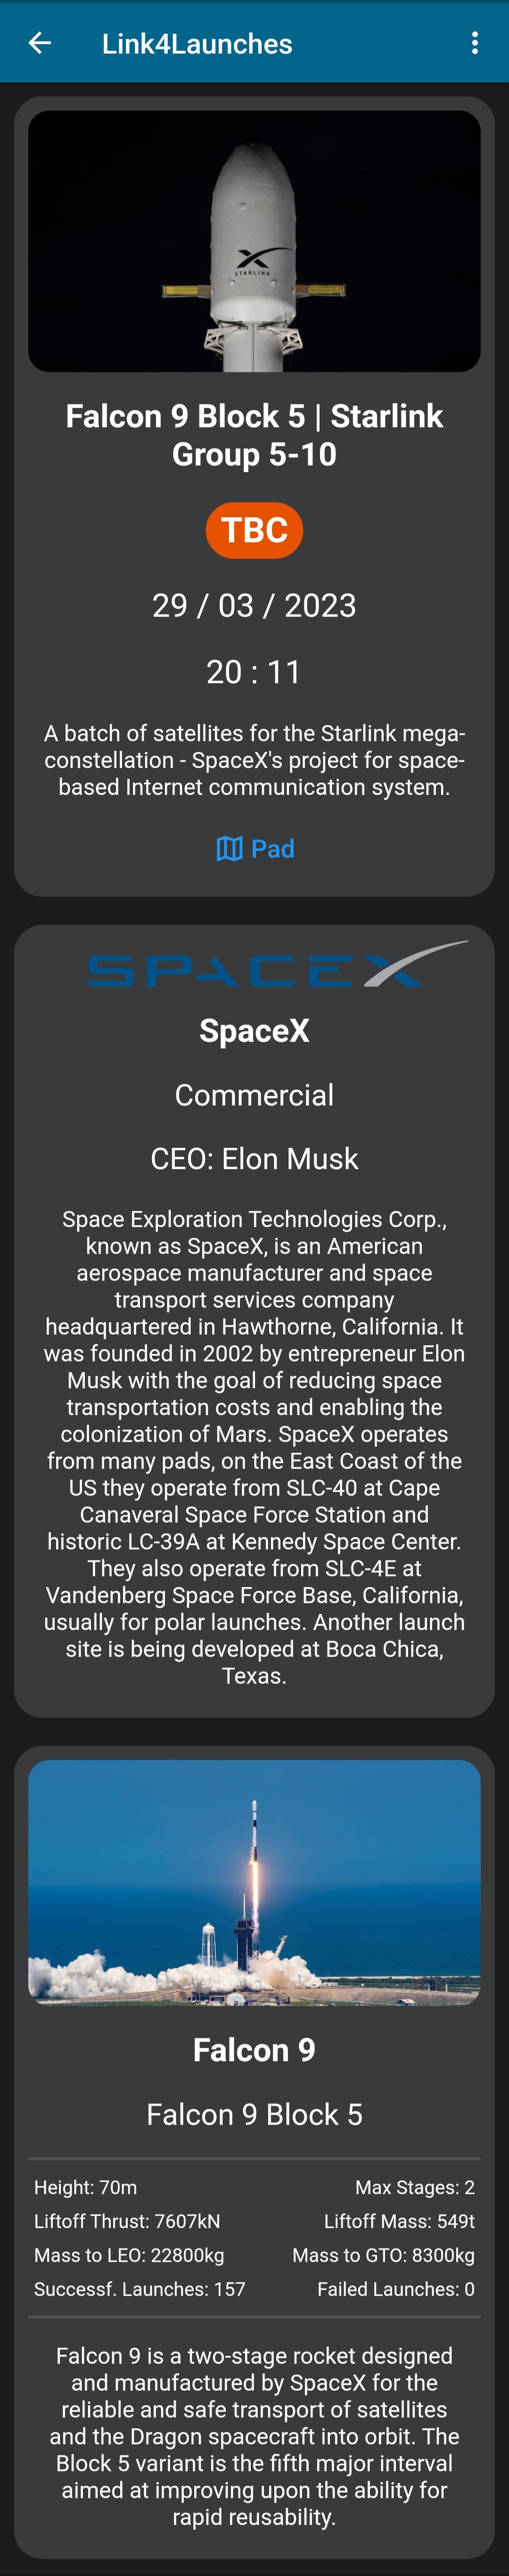 Link4Launches
STARLINK
Falcon 9 Block 5 | Starlink
Group 5-10
TBC
29 / 03 / 2023
20 : 11
A batch of satellites for the Starlink mega-
constellation - SpaceX's project for space-
based Internet communication system.
Pad
SPACEX
SpaceX
Commercial
CEO: Elon Musk
Space Exploration Technologies Corp.,
known as SpaceX, is an American
aerospace manufacturer and space
transport services company
headquartered in Hawthorne, California. It
was founded in 2002 by entrepreneur Elon
Musk with the goal of reducing space
transportation costs and enabling the
colonization of Mars. SpaceX operates
from many pads, on the East Coast of the
US they operate from SLC-40 at Cape
Canaveral Space Force Station and
historic LC-39A at Kennedy Space Center.
They also operate from SLC-4E at
Vandenberg Space Force Base, California,
usually for polar launches. Another launch
site is being developed at Boca Chica,
Texas.
Falcon 9
Falcon 9 Block 5
Height: 70m Max Stages: 2
Liftoff Thrust: 7607kN Liftoff Mass: 549t
Mass to LEO: 22800kg Mass to GTO: 8300kg
Successf. Launches: 157 Failed Launches: 0
Falcon 9 is a two-stage rocket designed
and manufactured by SpaceX for the
reliable and safe transport of satellites
and the Dragon spacecraft into orbit. The
Block 5 variant is the fifth major interval
aimed at improving upon the ability for
rapid reusability.